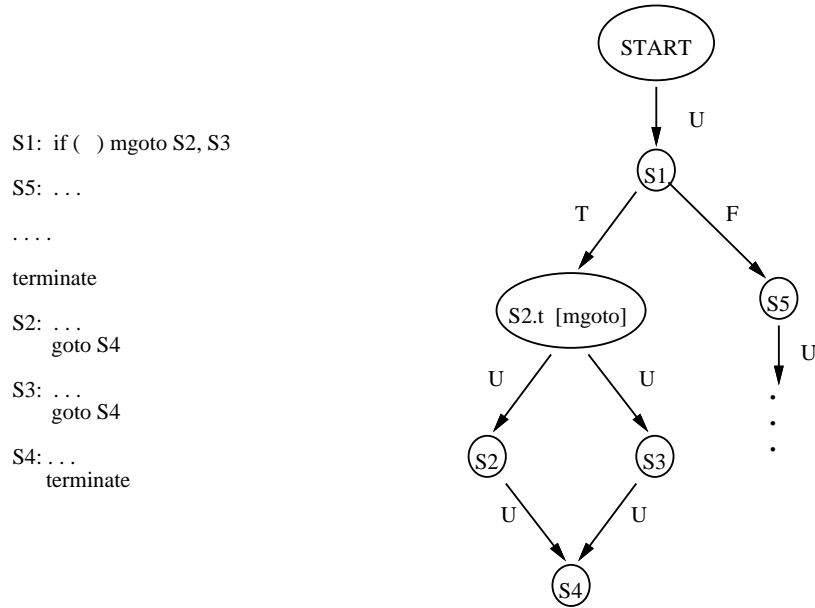 S1: if ( ) mgoto S2, S3
S5: . . .
. . . .
terminate
S2: . . .
goto S4
S3: . . .
goto S4
S4: . . .
terminate
START
U
S1
T
F
S2.t [mgoto]
S5
U
U
U
S2
S3
U
U
S4